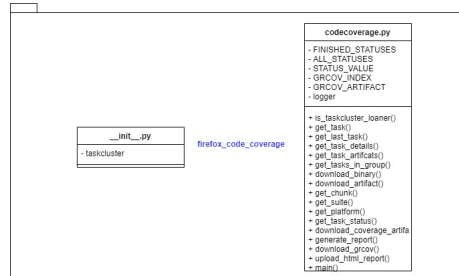 codecoverage.py
- FINISHED_STATUSES
- ALL_STATUSES
- STATUS_VALUE
- GRCOV_INDEX
- GRCOV_ARTIFACT
- logger
+ is_taskcluster_loaner()
+ get_task()
+ get_last_task()
+ get_task_details()
+ get_task_artifcats()
+ get_tasks_in_group()
+ download_binary()
+ download_artifact()
+ get_chunk()
+ get_suite()
+ get_platform()
+ get_task_status()
+ download_coverage_artifa
+ generate_report()
+ download_grcov()
+ upload_html_report()
+ main()
__init__.py
- taskcluster
firefox_code_coverage